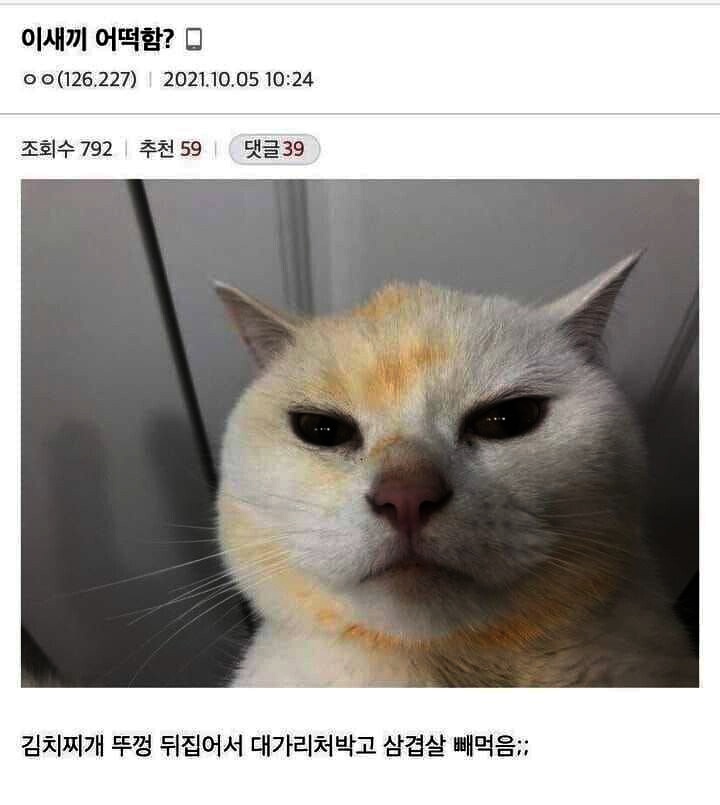 이새끼 어떡함?
ㅇㅇ(126.227) | 2021.10.05 10:24
조회수 792 | 추천 59 | 댓글39
김치찌개 뚜껑 뒤집어서 대가리처박고 삼겹살 빼먹음;;